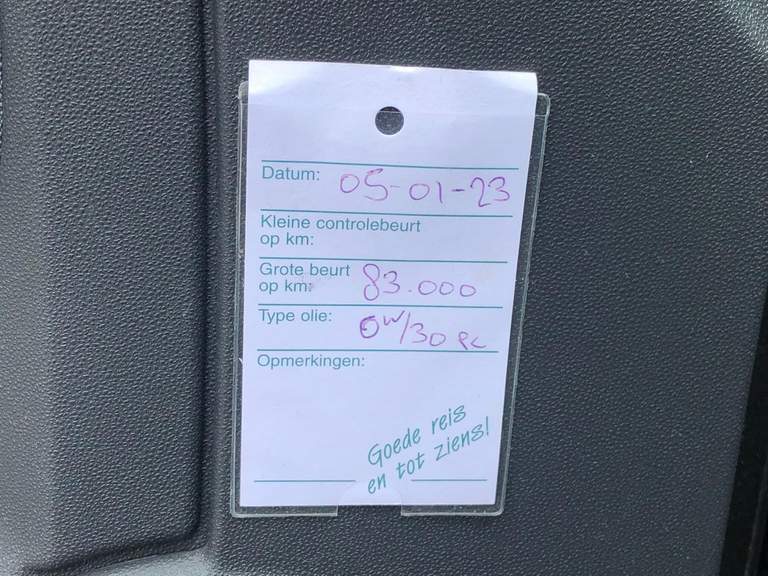 Datum: 05-01-23
Kleine controlebeurt
op km:
Grote beurt
op km: 83.000
Type olie: 0W/30
Opmerkingen:
Goede reis
en tot ziens!